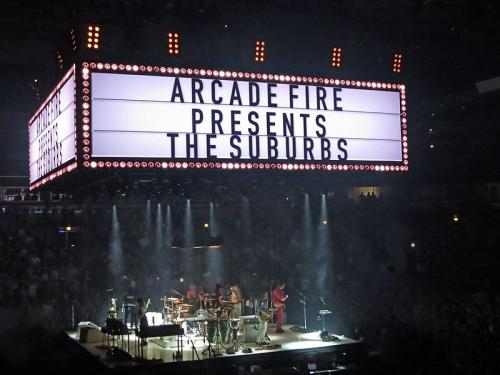 ARCADE FIRE
PRESENTS
THE SUBURBS